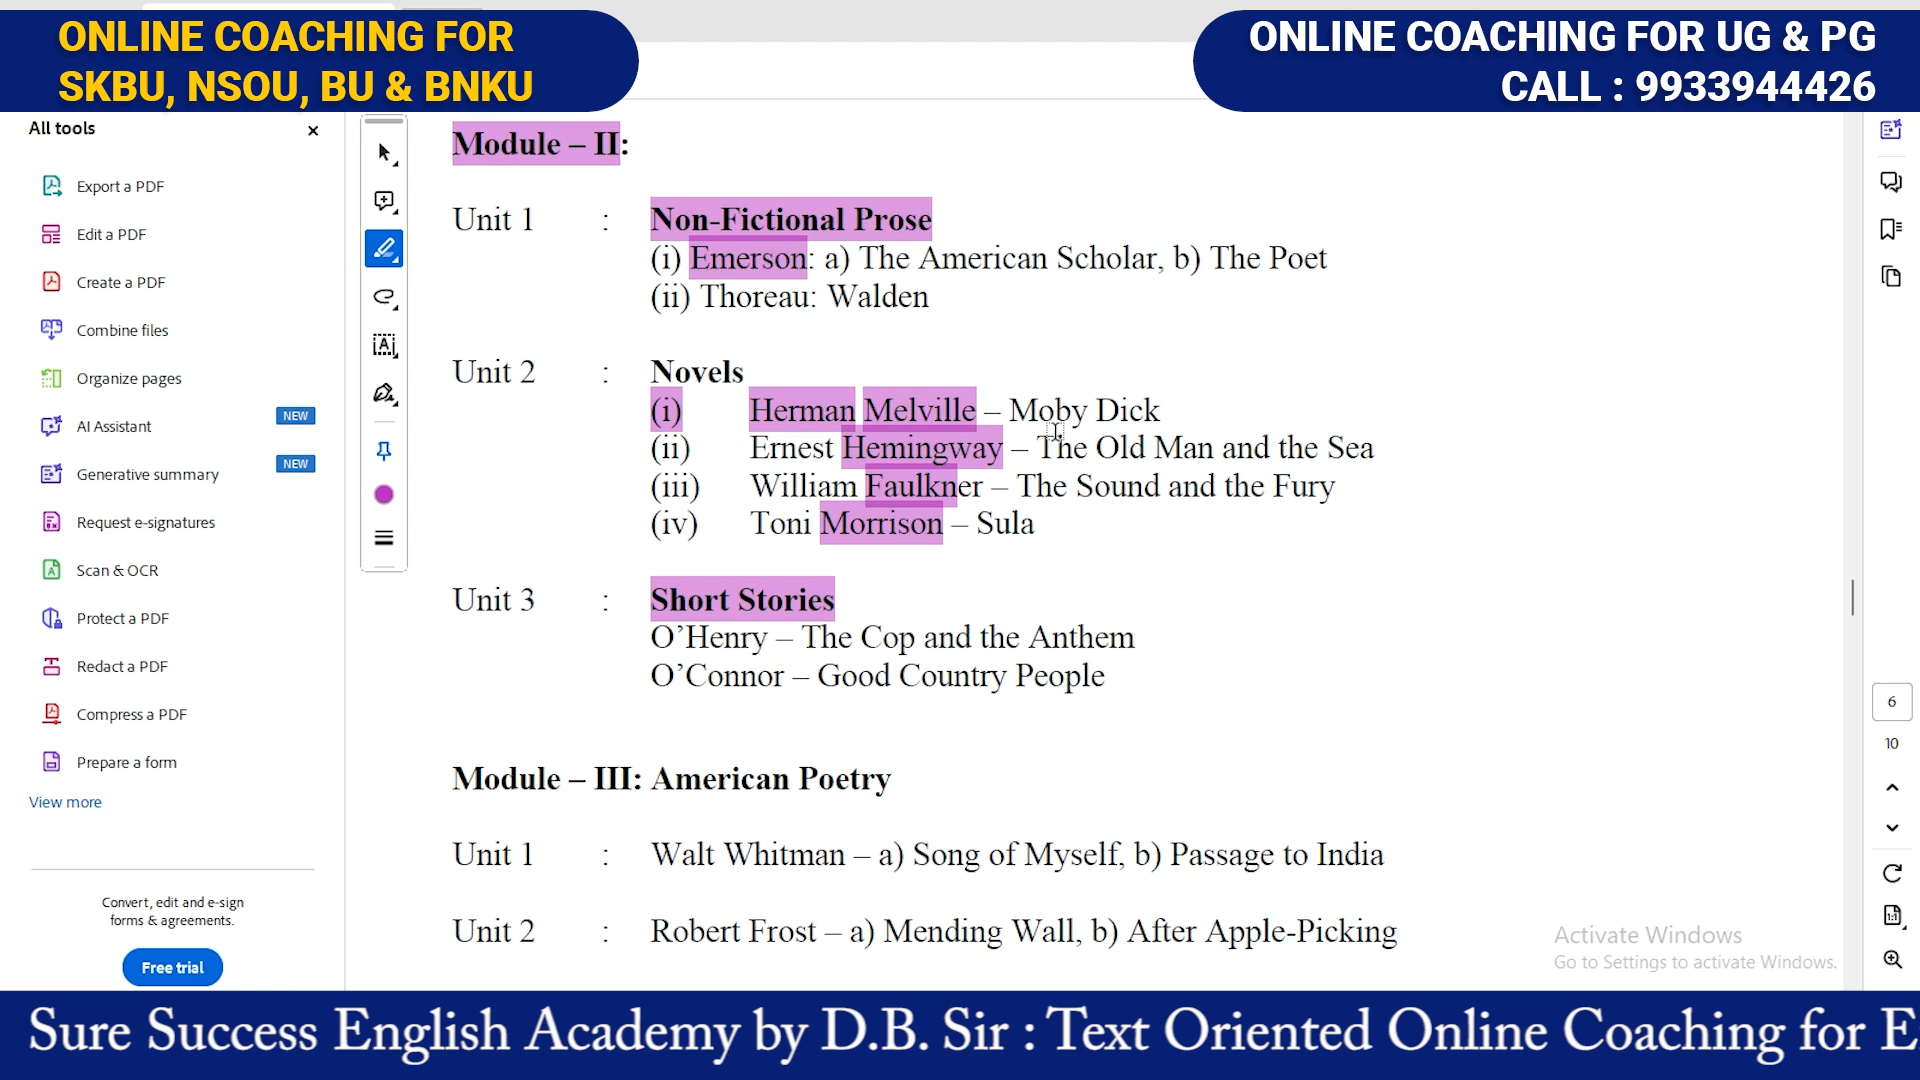 ONLINE COACHING FOR
SKBU, NSOU, BU & BNKU
ONLINE COACHING FOR UG & PG
CALL : 9933944426
All tools
Export a PDF
Edit a PDF
Create a PDF
Combine files
Organize pages
AI Assistant NEW
Generative summary NEW
Request e-signatures
Scan & OCR
Protect a PDF
Redact a PDF
Compress a PDF
Prepare a form
View more
Convert, edit and e-sign
forms & agreements.
Free trial
Module – II:
Unit 1 : Non-Fictional Prose
(i) Emerson: a) The American Scholar, b) The Poet
(ii) Thoreau: Walden
Unit 2 : Novels
(i) Herman Melville – Moby Dick
(ii) Ernest Hemingway – The Old Man and the Sea
(iii) William Faulkner – The Sound and the Fury
(iv) Toni Morrison – Sula
Unit 3 : Short Stories
O’Henry – The Cop and the Anthem
O’Connor – Good Country People
Module – III: American Poetry
Unit 1 : Walt Whitman – a) Song of Myself, b) Passage to India
Unit 2 : Robert Frost – a) Mending Wall, b) After Apple-Picking
6
10
Activate Windows
Go to Settings to activate Windows.
Sure Success English Academy by D.B. Sir : Text Oriented Online Coaching for E